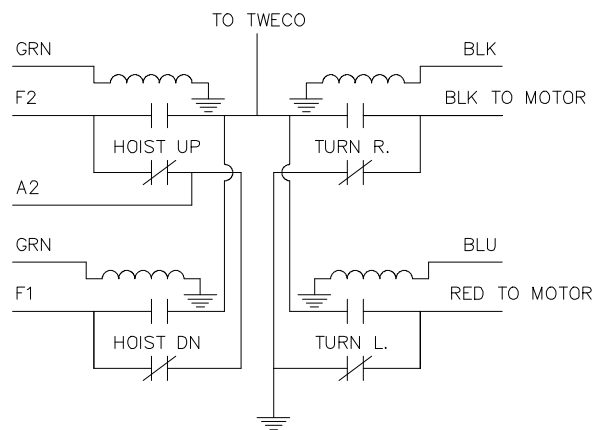 TO TWECO
GRN
BLK
F2
BLK TO MOTOR
HOIST UP
TURN R.
A2
GRN
BLU
F1
RED TO MOTOR
HOIST DN
TURN L.